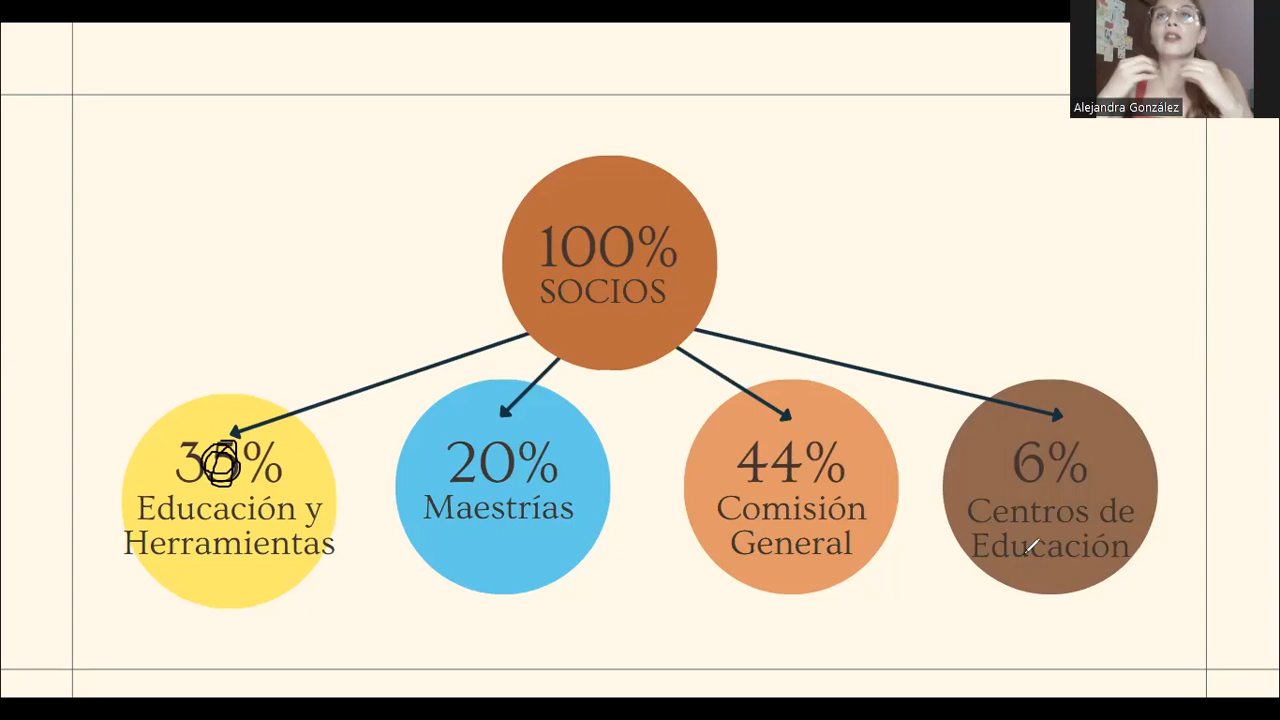 Alejandra González
100%
SOCIOS
%
Educación y
Herramientas
20%
Maestrías
44%
Comisión
General
6%
Centros de
Educación